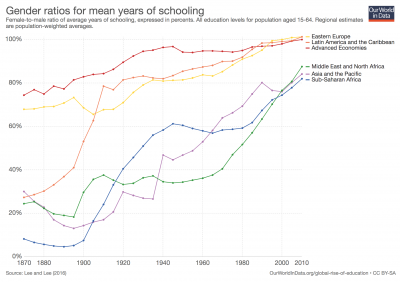 Gender ratios for mean years of schooling
Our World
in Data
Female-to-male ratio of average years of schooling, expressed in percents. All education levels for population aged 15-64. Regional estimates
are population-weighted averages.
100%
80%
60%
40%
20%
0%
Eastern Europe
Latin America and the Caribbean
Advanced Economies
Middle East and North Africa
Asia and the Pacific
Sub-Saharan Africa
1870
1880
1900
1920
1940
1960
1980
2000
2010
Source: Lee and Lee (2016)
OurWorldInData.org/global-rise-of-education • CC BY-SA